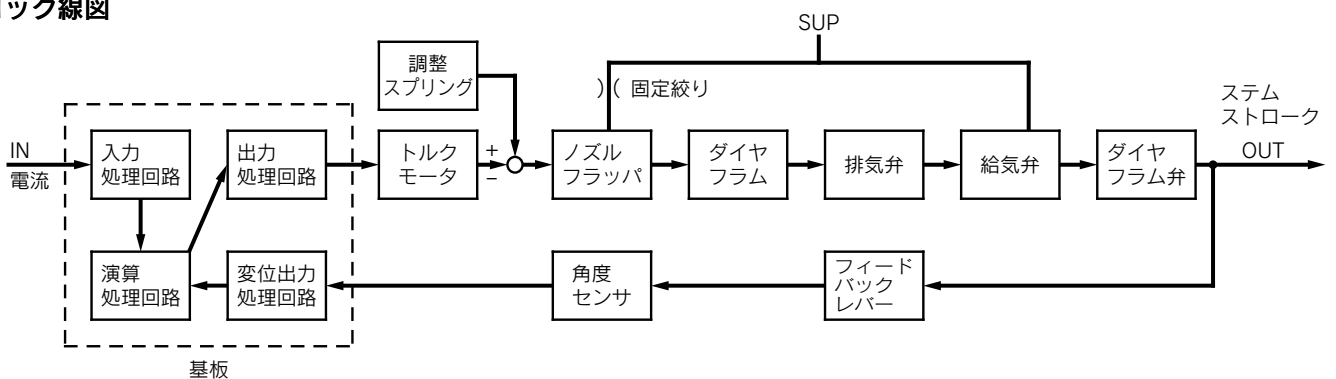 ック線図
SUP
調整
スプリング
)( 固定絞り
ステム
ストローク
IN
電流
入力
処理回路
出力
処理回路
トルク
モータ
+
−
ノズル
フラッパ
ダイヤ
フラム
排気弁
給気弁
ダイヤ
フラム弁
OUT
演算
処理回路
変位出力
処理回路
角度
センサ
フィード
バック
レバー
基板